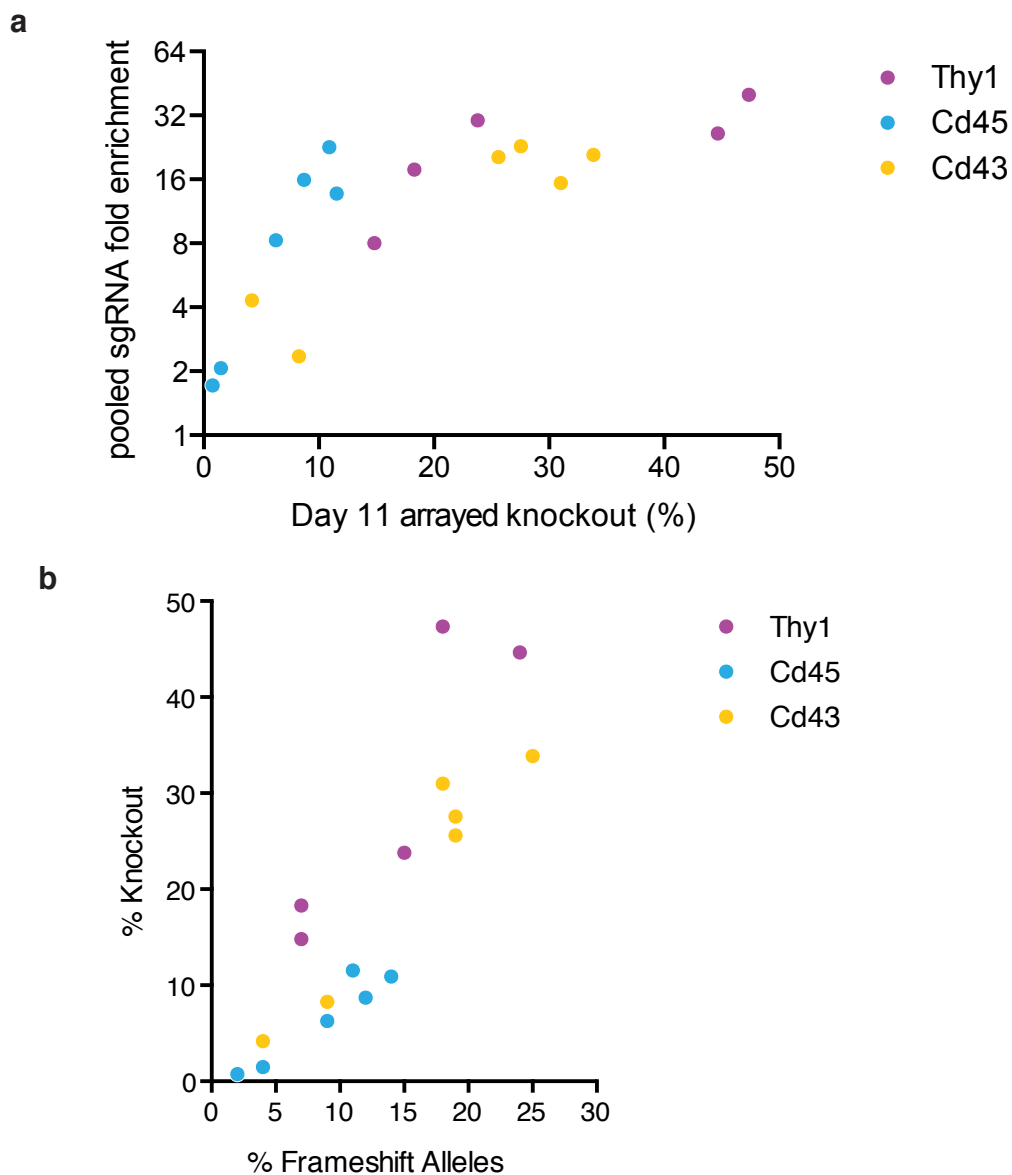 a
pooled sgRNA fold enrichment
64
32
16
8
4
2
1
0 10 20 30 40 50
Day 11 arrayed knockout (%)
Thy1
Cd45
Cd43
b
% Knockout
50
40
30
20
10
0
0 5 10 15 20 25 30
% Frameshift Alleles
Thy1
Cd45
Cd43